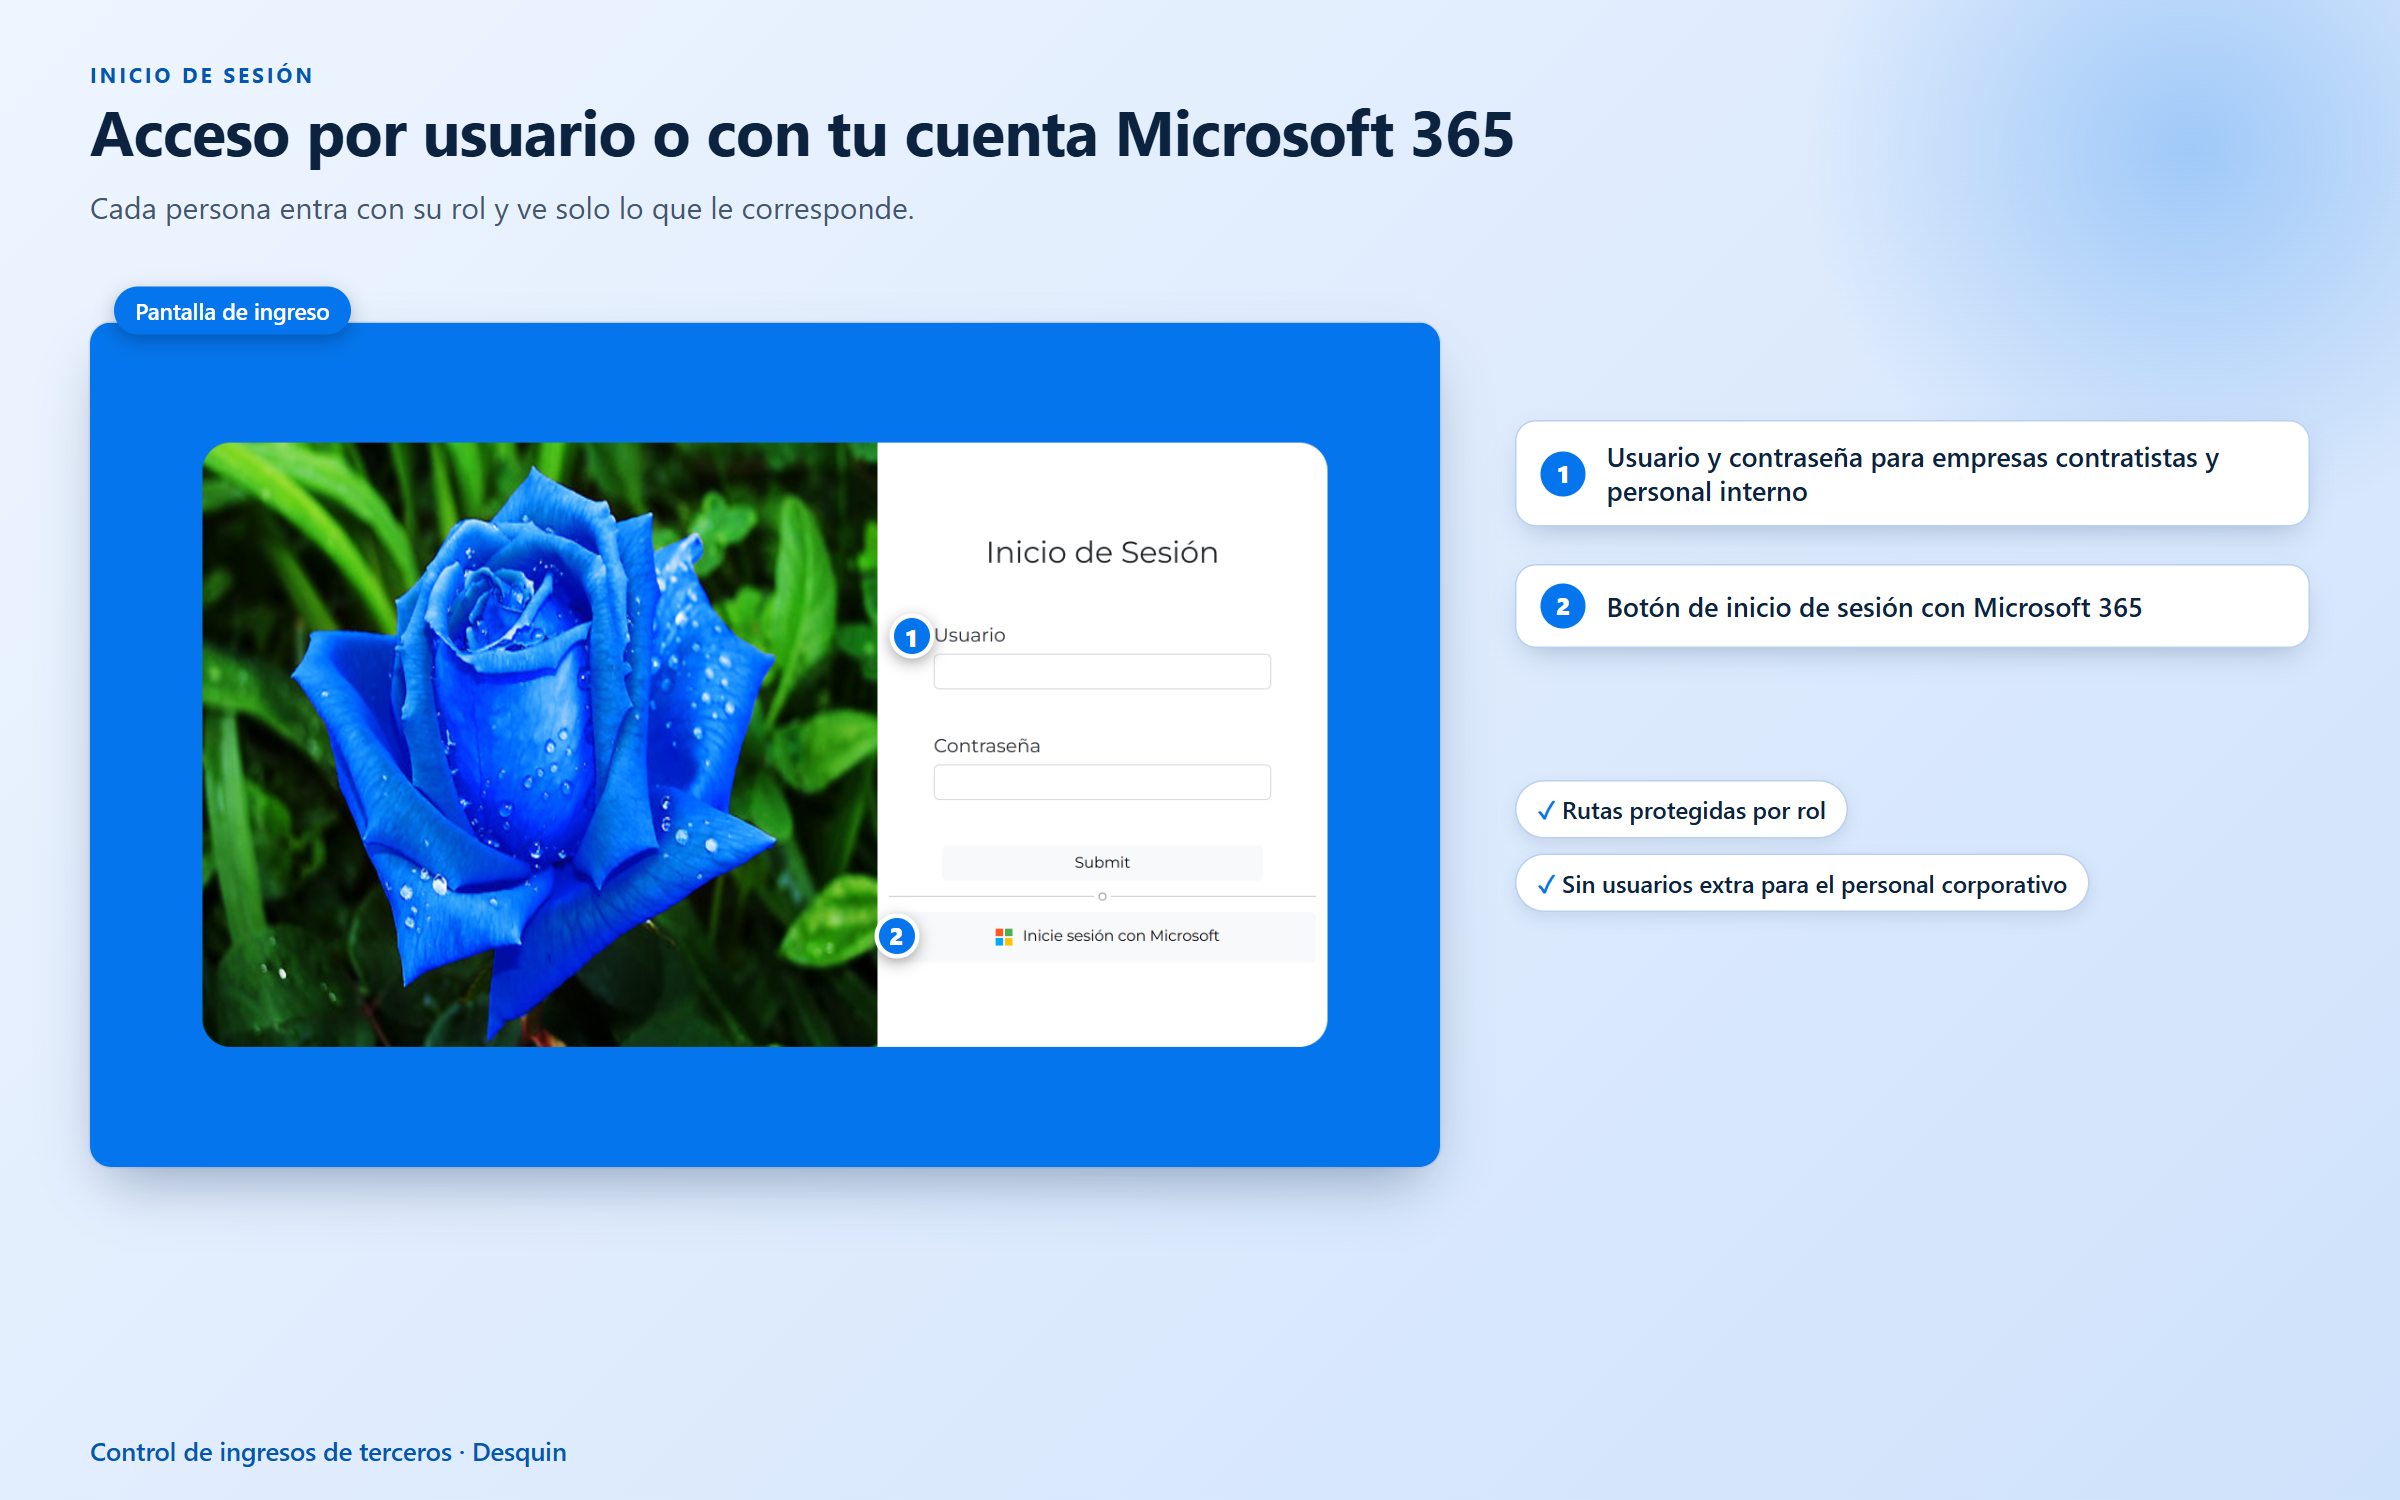 INICIO DE SESIÓN
Acceso por usuario o con tu cuenta Microsoft 365
Cada persona entra con su rol y ve solo lo que le corresponde.
Pantalla de ingreso
Inicio de Sesión
1 Usuario
Contraseña
Submit
o
2 Inicie sesión con Microsoft
1 Usuario y contraseña para empresas contratistas y
personal interno
2 Botón de inicio de sesión con Microsoft 365
✓ Rutas protegidas por rol
✓ Sin usuarios extra para el personal corporativo
Control de ingresos de terceros · Desquin